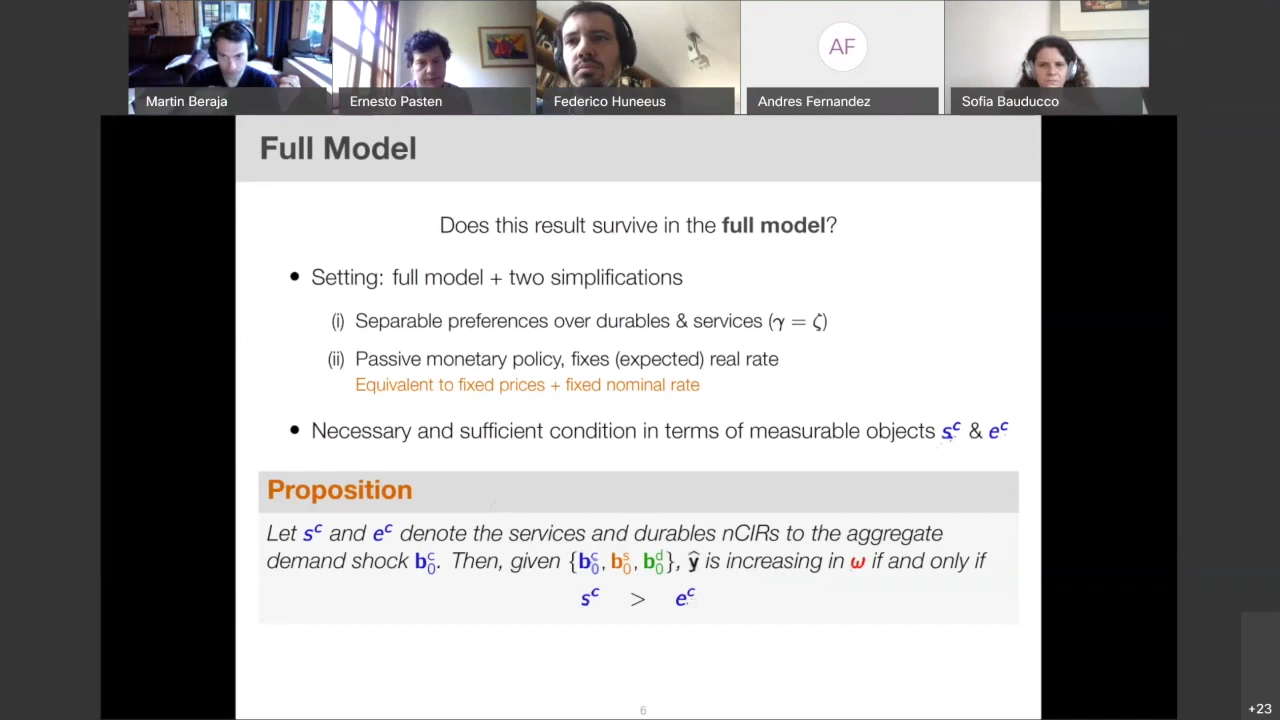 AF
Martin Beraja
Ernesto Pasten
Federico Huneeus
Andres Fernandez
Sofia Bauducco
Full Model
Does this result survive in the full model?
• Setting: full model + two simplifications
(i) Separable preferences over durables & services (γ = ζ)
(ii) Passive monetary policy, fixes (expected) real rate
Equivalent to fixed prices + fixed nominal rate
• Necessary and sufficient condition in terms of measurable objects s^c & e^c
Proposition
Let s^c and e^c denote the services and durables nCIRs to the aggregate
demand shock b_0^c. Then, given {b_0^c, b_0^s, b_0^d}, ŷ is increasing in ω if and only if
s^c > e^c
6
+23